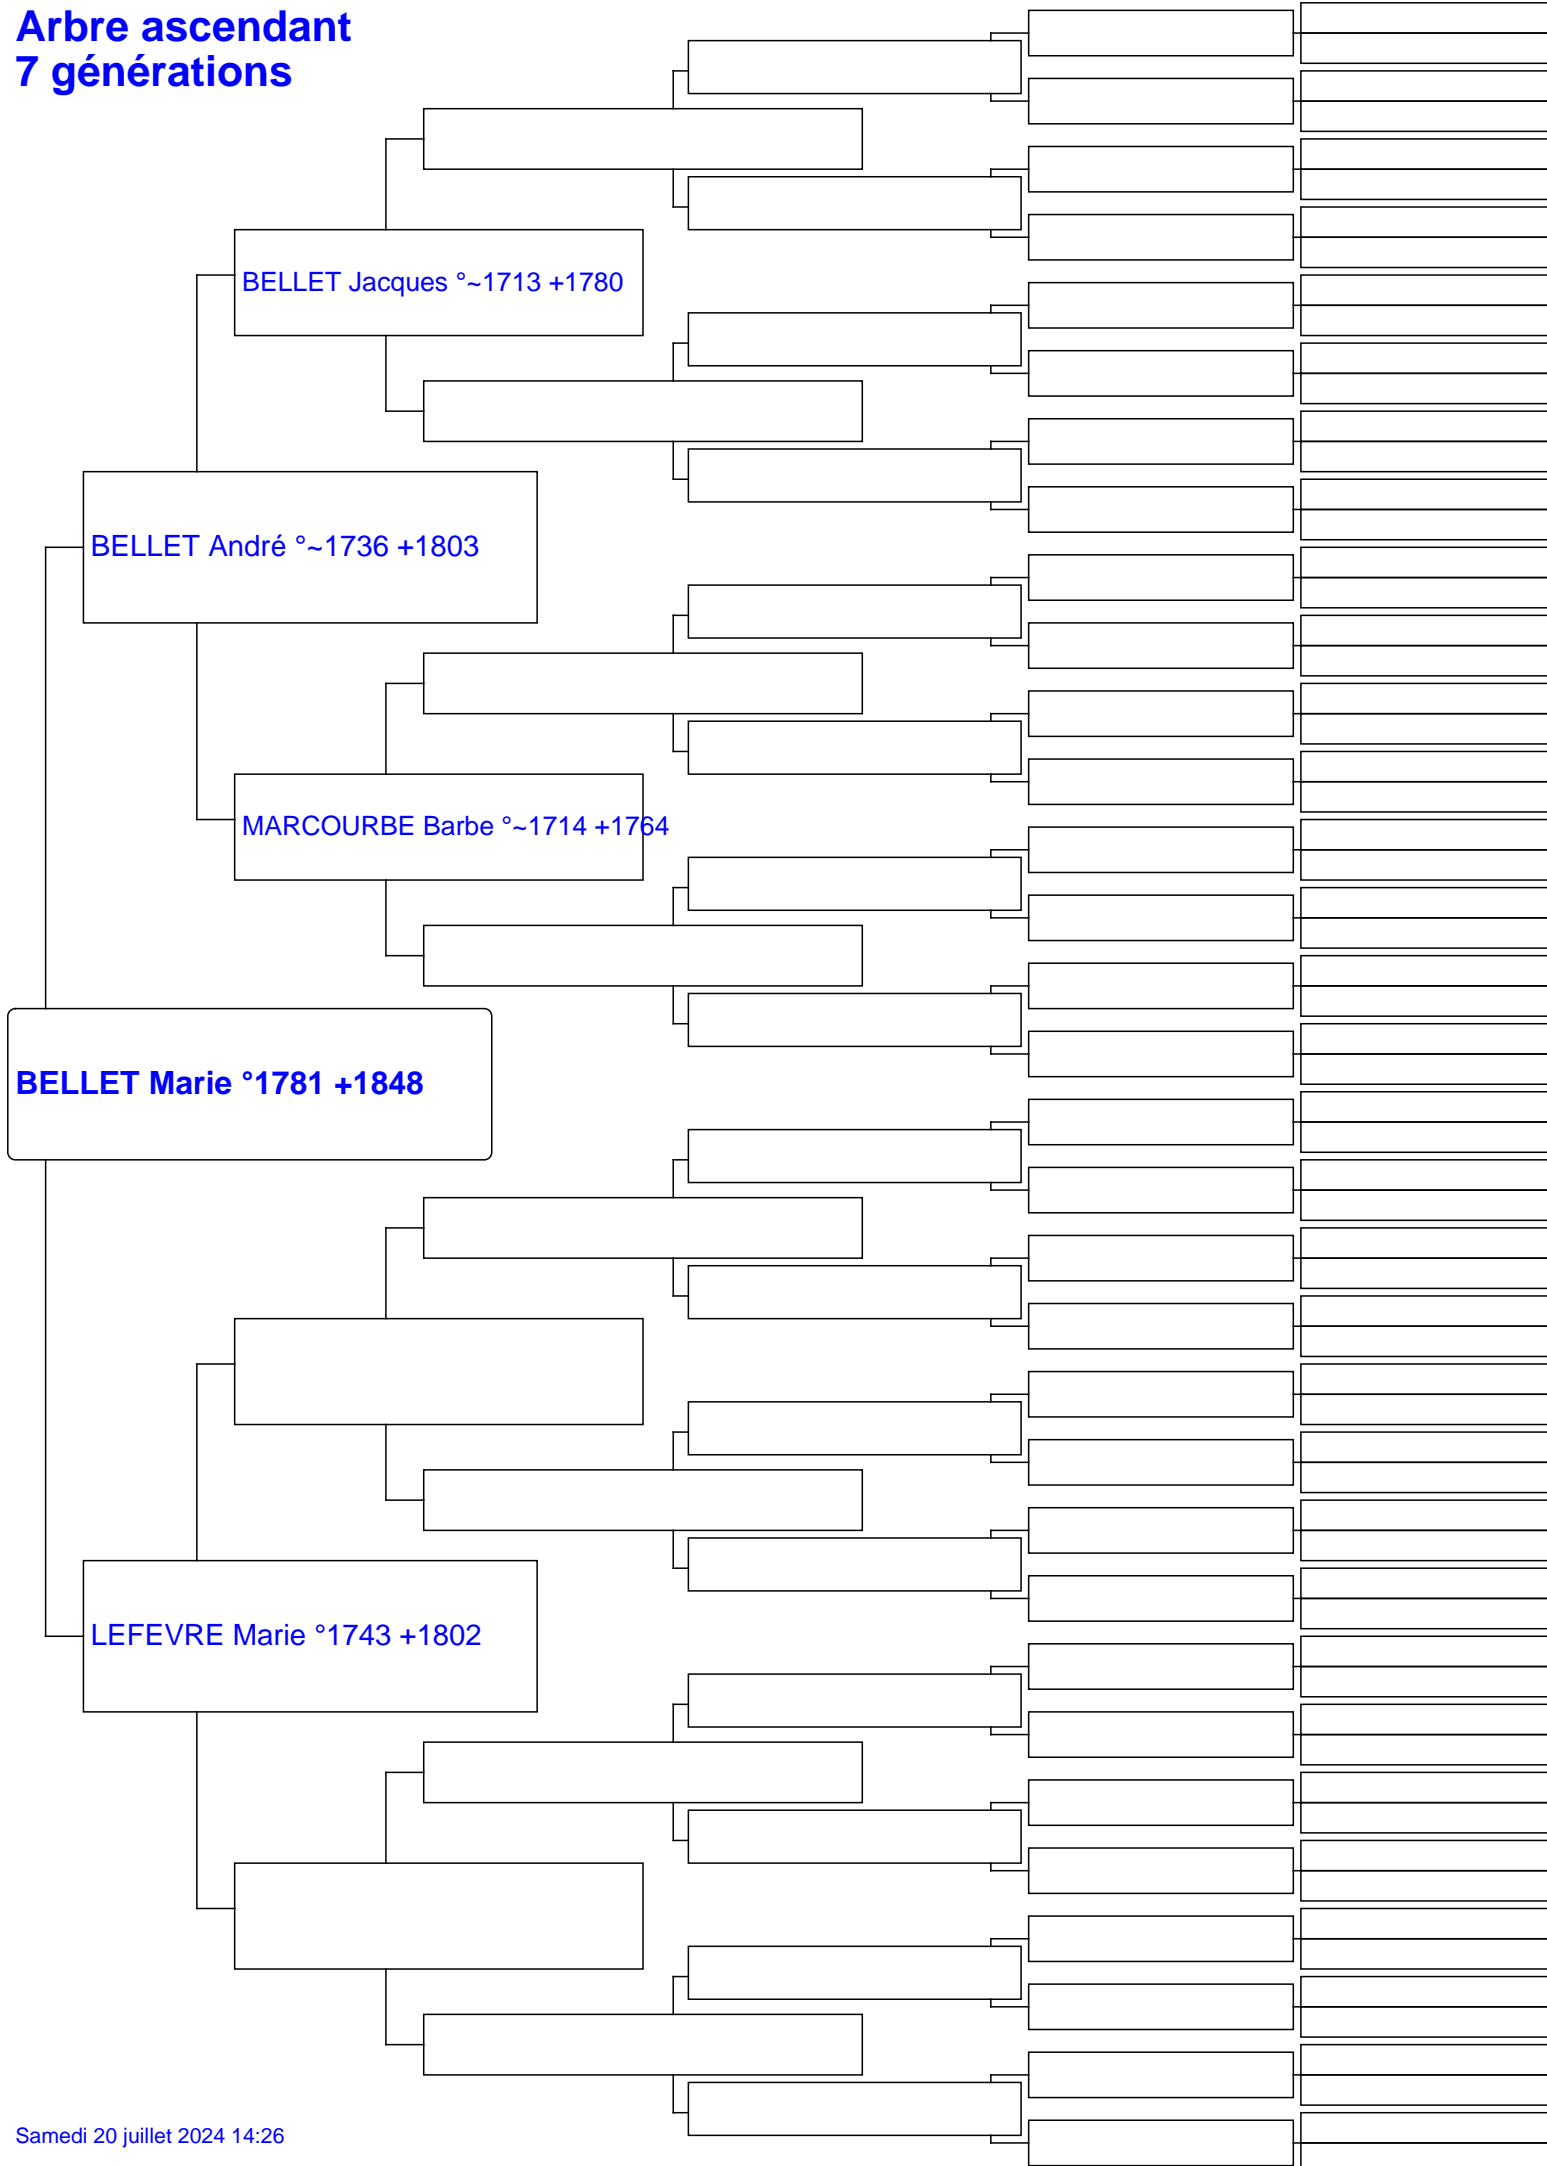 Arbre ascendant
7 générations
BELLET Jacques °~1713 +1780
BELLET André °~1736 +1803
MARCOURBE Barbe °~1714 +1764
BELLET Marie °1781 +1848
LEFEVRE Marie °1743 +1802
Samedi 20 juillet 2024 14:26